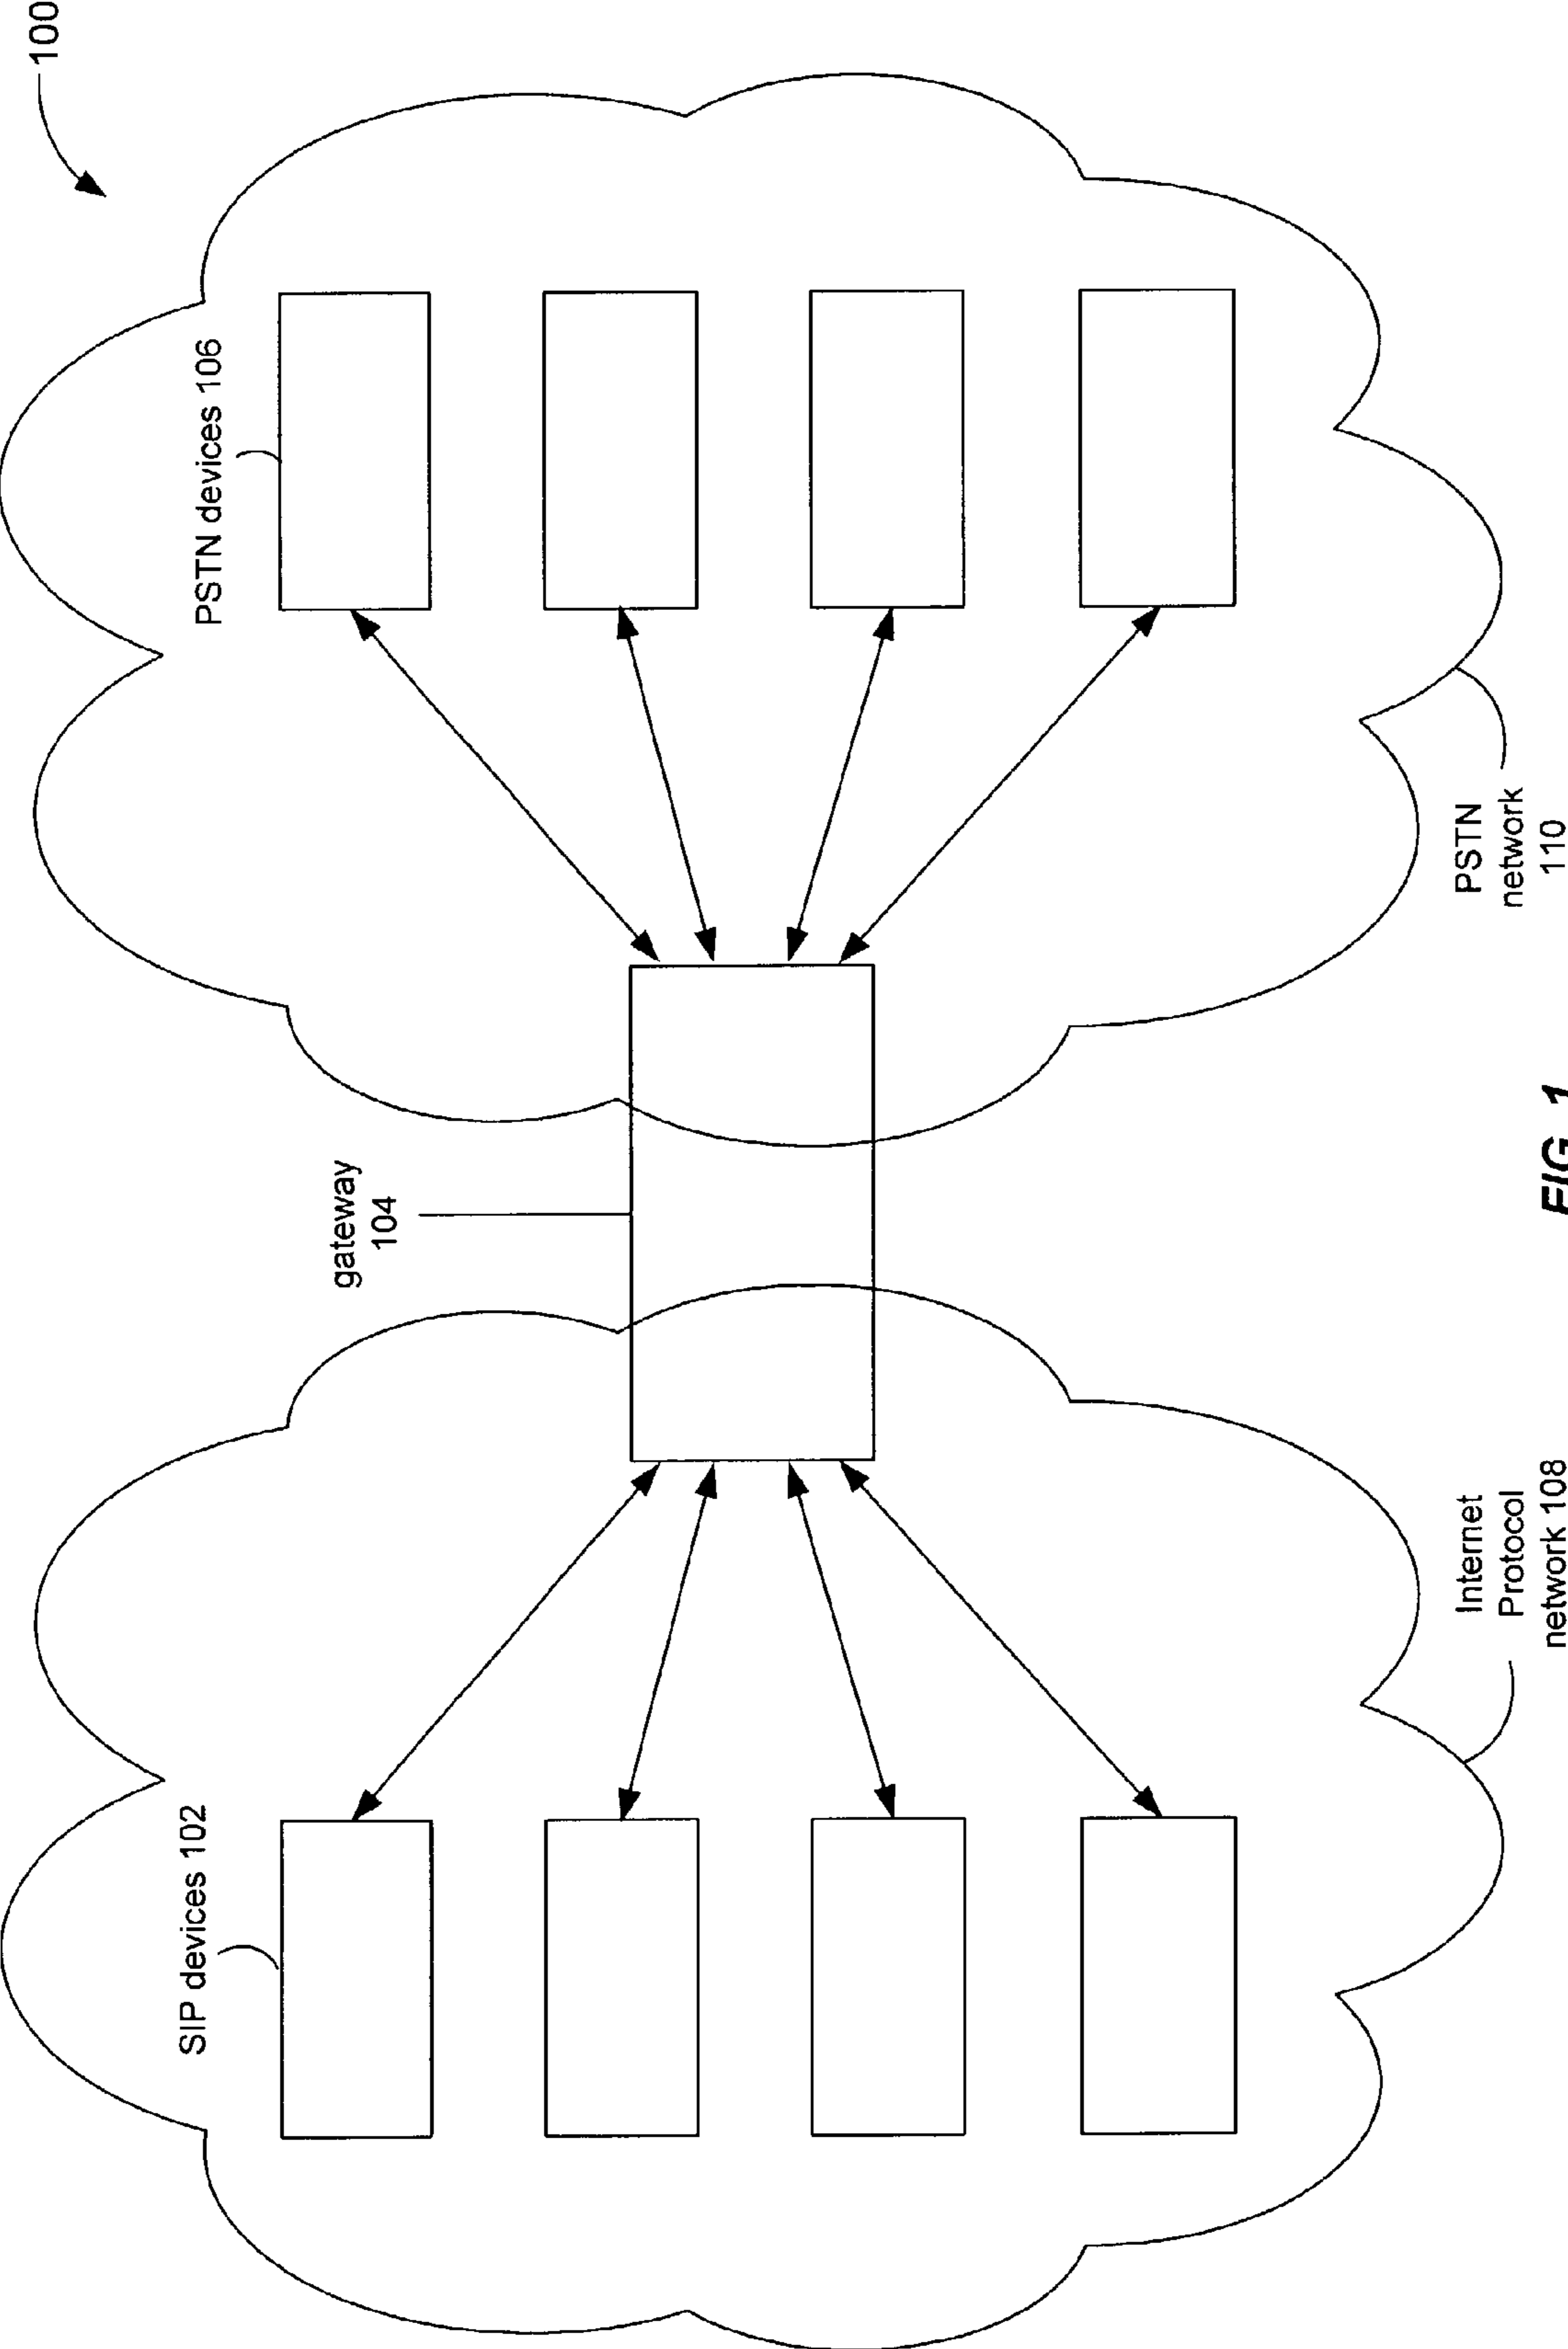 100
SIP devices 102
PSTN devices 106
gateway
104
Internet
Protocol
network 108
PSTN
network
110
FIG. 1